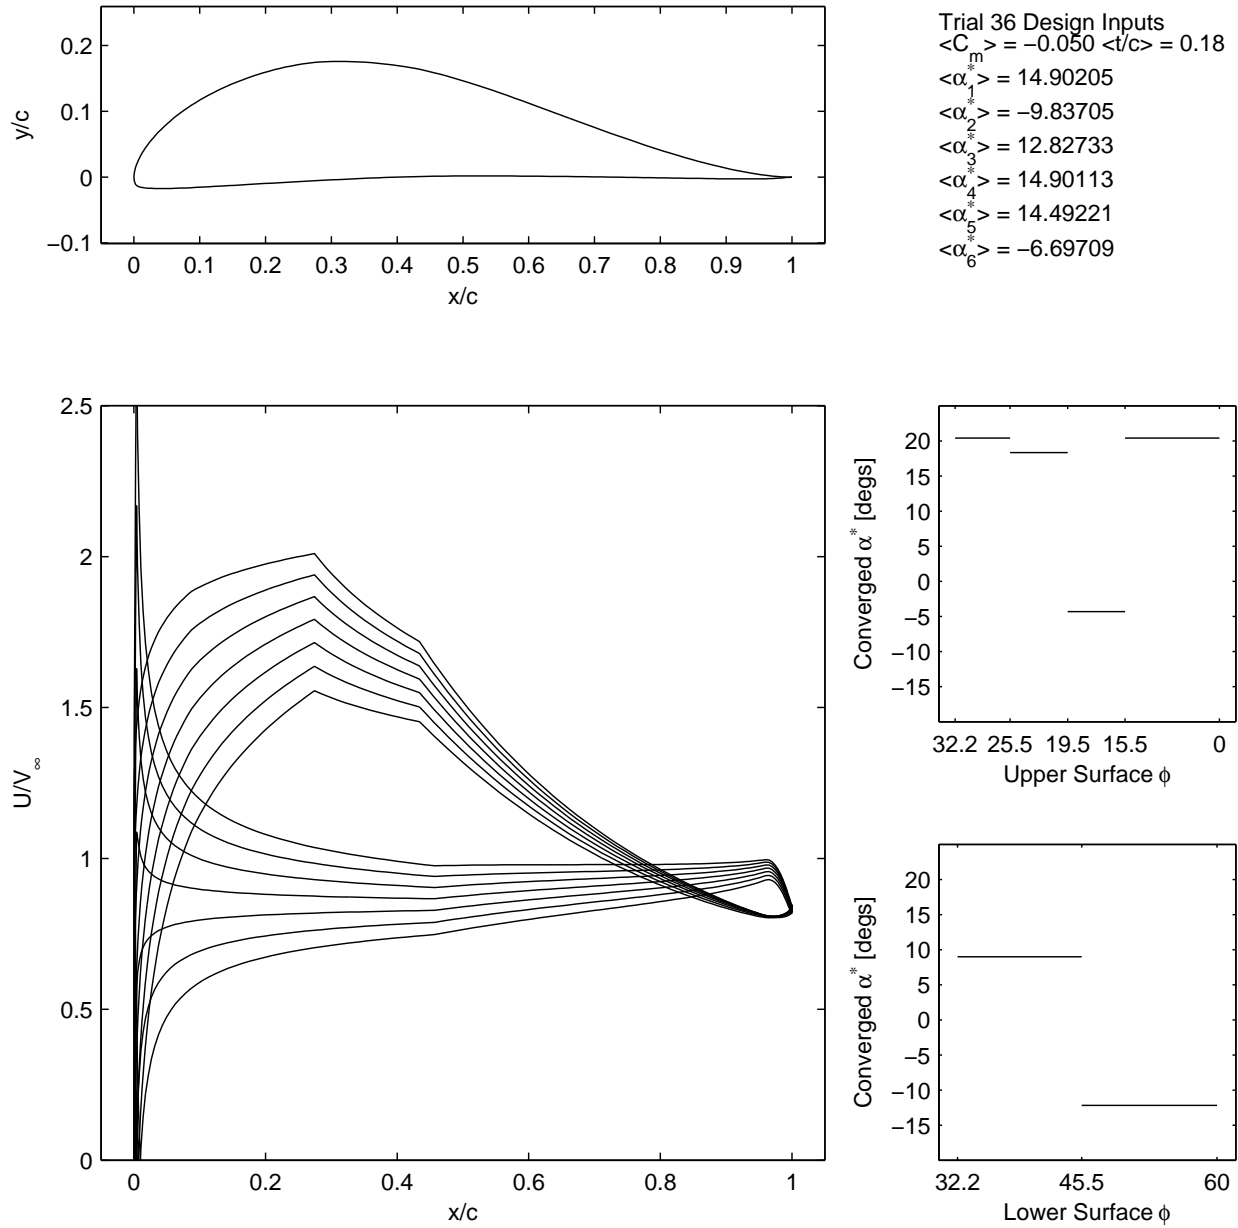 0.2
0.1
0
−0.1
y/c
0 0.1 0.2 0.3 0.4 0.5 0.6 0.7 0.8 0.9 1
x/c
Trial 36 Design Inputs
<C_m> = −0.050 <t/c> = 0.18
<α*_1> = 14.90205
<α*_2> = −9.83705
<α*_3> = 12.82733
<α*_4> = 14.90113
<α*_5> = 14.49221
<α*_6> = −6.69709
2.5
2
1.5
1
0.5
0
U/V_∞
0 0.2 0.4 0.6 0.8 1
x/c
20
15
10
5
0
−5
−10
−15
Converged α* [degs]
32.2 25.5 19.5 15.5 0
Upper Surface ϕ
20
15
10
5
0
−5
−10
−15
Converged α* [degs]
32.2 45.5 60
Lower Surface ϕ